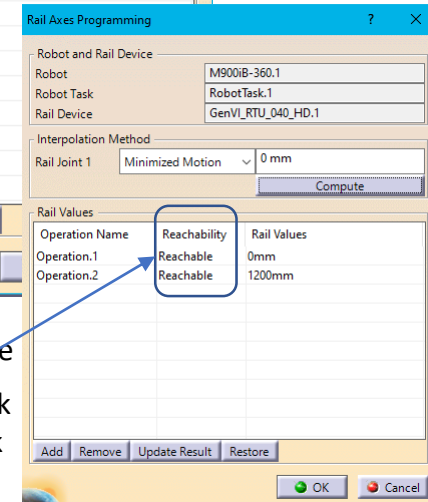 Rail Axes Programming ? ×
Robot and Rail Device
Robot M900iB-360.1
Robot Task RobotTask.1
Rail Device GenVI_RTU_040_HD.1
Interpolation Method
Rail Joint 1 Minimized Motion 0 mm
Compute
Rail Values
Operation Name Reachability Rail Values
Operation.1 Reachable 0mm
Operation.2 Reachable 1200mm
Add Remove Update Result Restore
OK Cancel